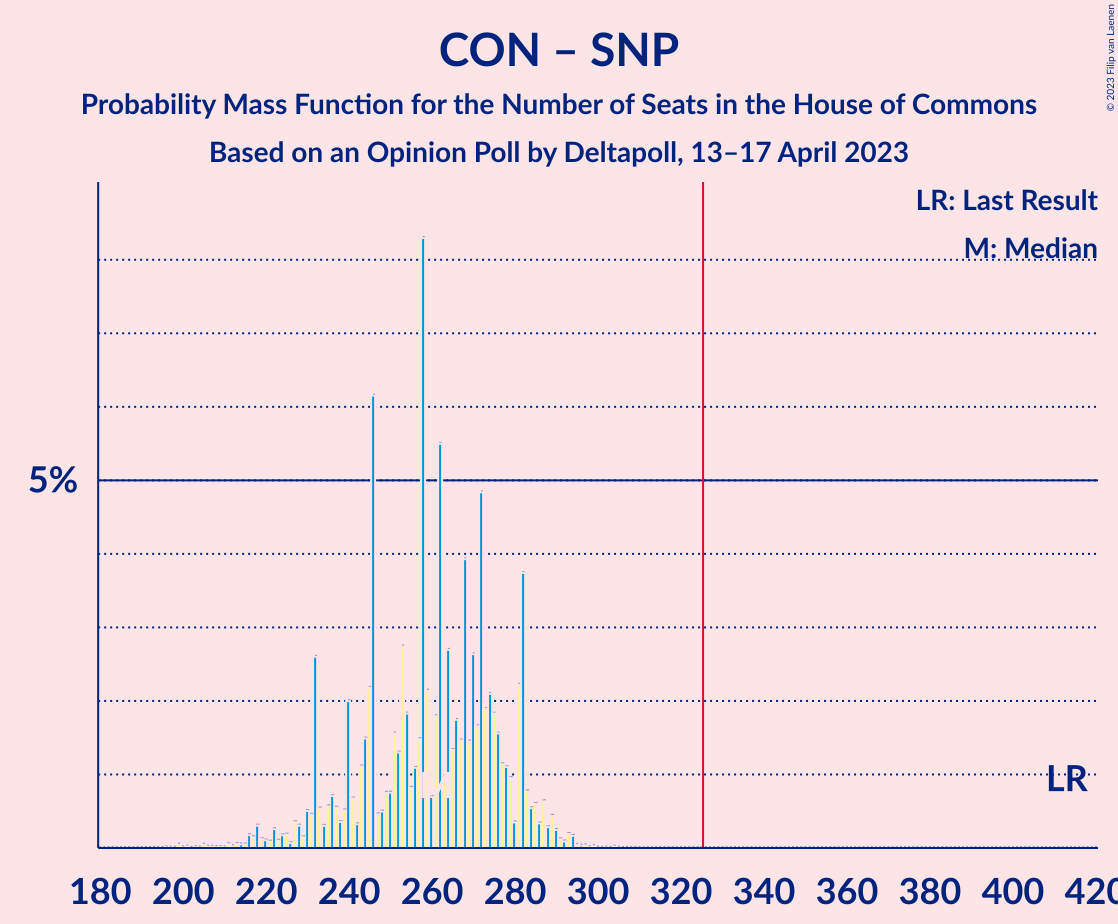 CON – SNP
Probability Mass Function for the Number of Seats in the House of Commons
Based on an Opinion Poll by Deltapoll, 13–17 April 2023
© 2023 Filip van Laenen
LR: Last Result
M: Median
5%
M
LR
180 200 220 240 260 280 300 320 340 360 380 400 420